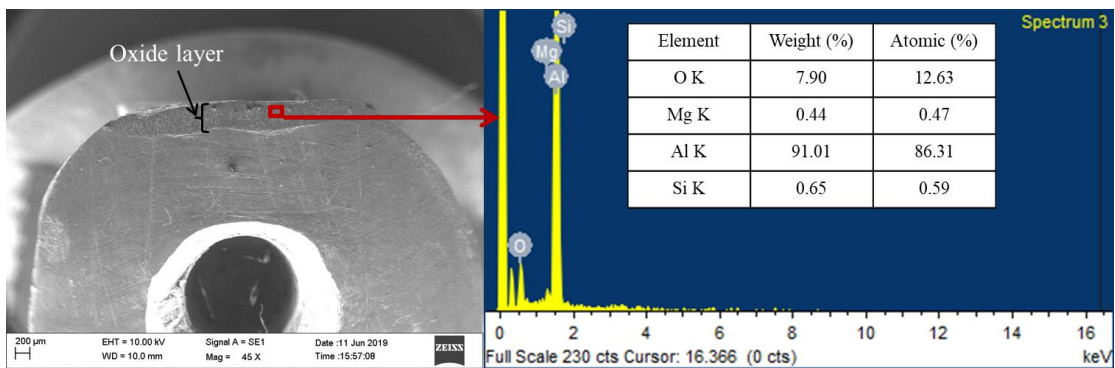 Oxide layer
200 µm
EHT = 10.00 kV
WD = 10.0 mm
Signal A = SE1
Mag = 45 X
Date :11 Jun 2019
Time :15:57:08
ZEISS
Spectrum 3
Si
Mg
Al
O
Element Weight (%) Atomic (%)
O K 7.90 12.63
Mg K 0.44 0.47
Al K 91.01 86.31
Si K 0.65 0.59
0 2 4 6 8 10 12 14 16
Full Scale 230 cts Cursor: 16.366 (0 cts) keV